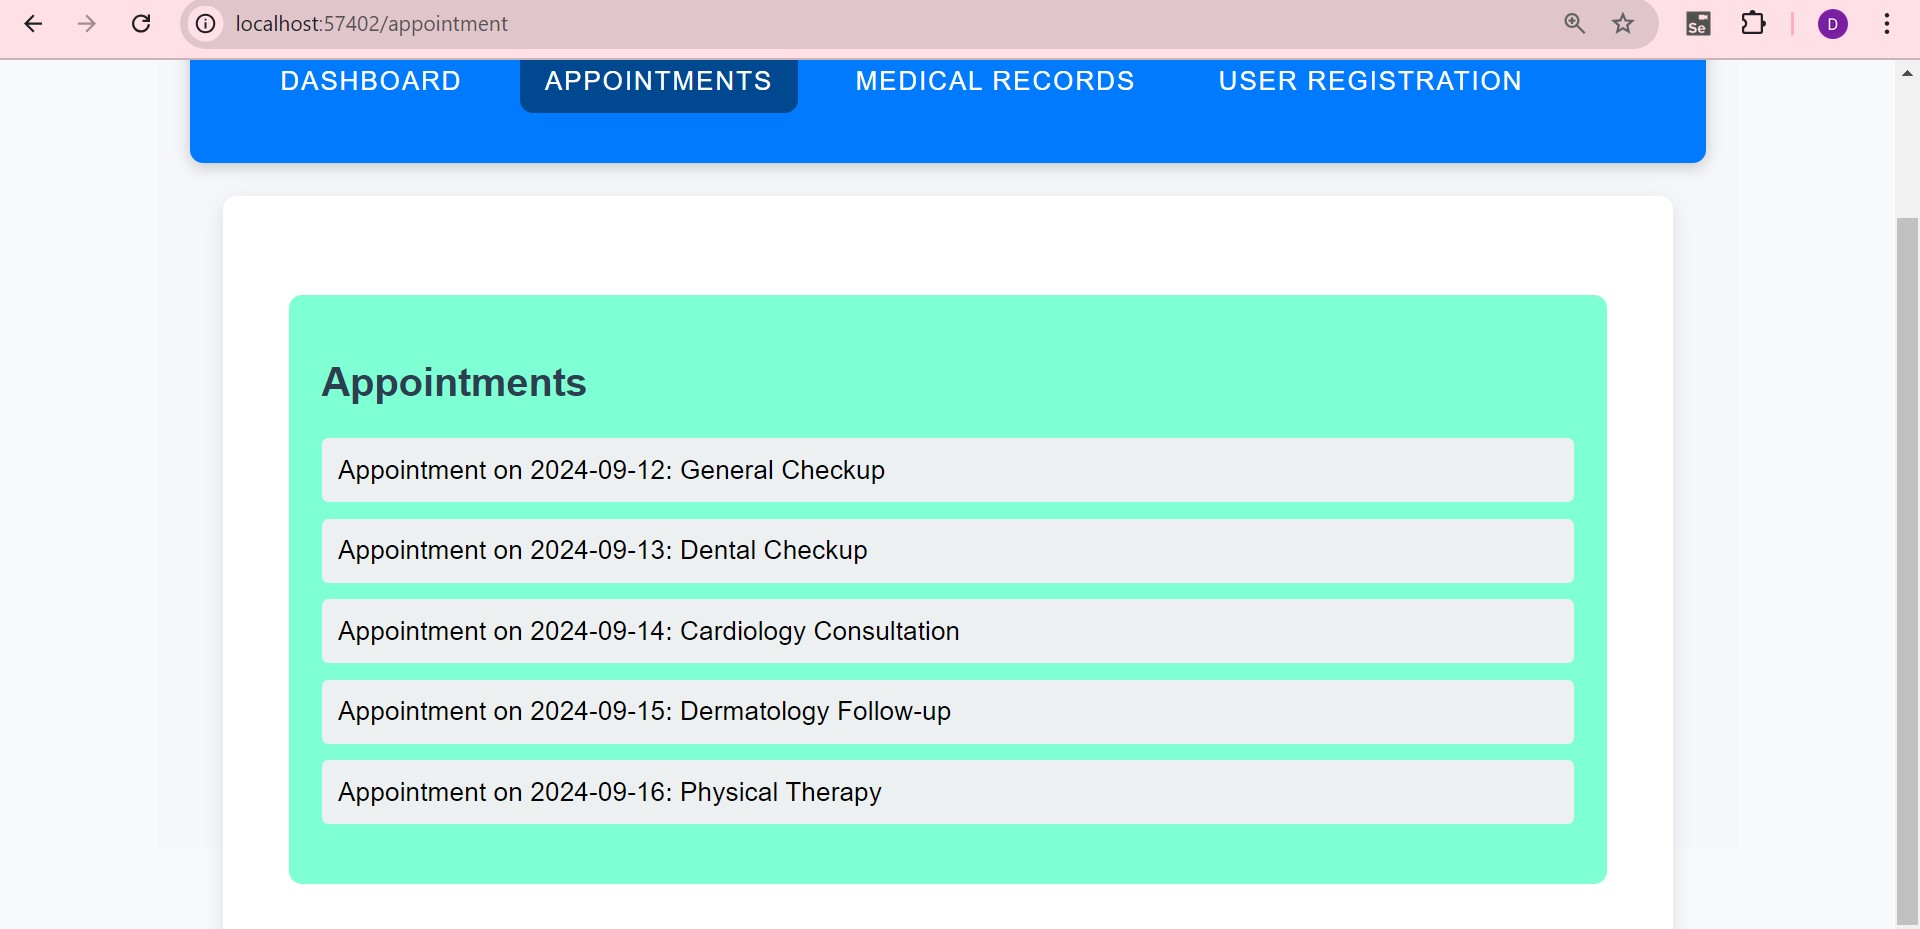 localhost:57402/appointment
Se
D
DASHBOARD APPOINTMENTS MEDICAL RECORDS USER REGISTRATION
Appointments
Appointment on 2024-09-12: General Checkup
Appointment on 2024-09-13: Dental Checkup
Appointment on 2024-09-14: Cardiology Consultation
Appointment on 2024-09-15: Dermatology Follow-up
Appointment on 2024-09-16: Physical Therapy